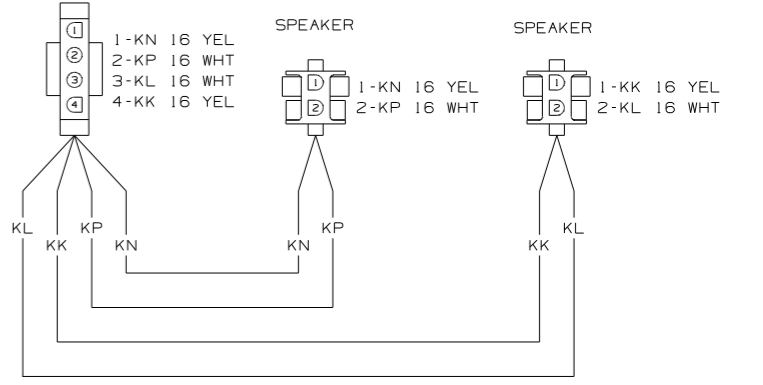 SPEAKER
SPEAKER
1
2
3
4
1-KN 16 YEL
2-KP 16 WHT
3-KL 16 WHT
4-KK 16 YEL
1
2
1-KN 16 YEL
2-KP 16 WHT
1
2
1-KK 16 YEL
2-KL 16 WHT
KL
KK
KP
KN
KN
KP
KK
KL